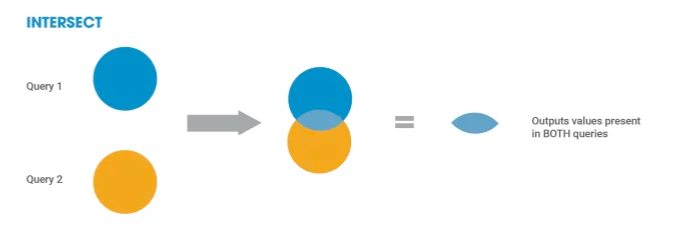 INTERSECT
Query 1
Query 2
Outputs values present
in BOTH queries